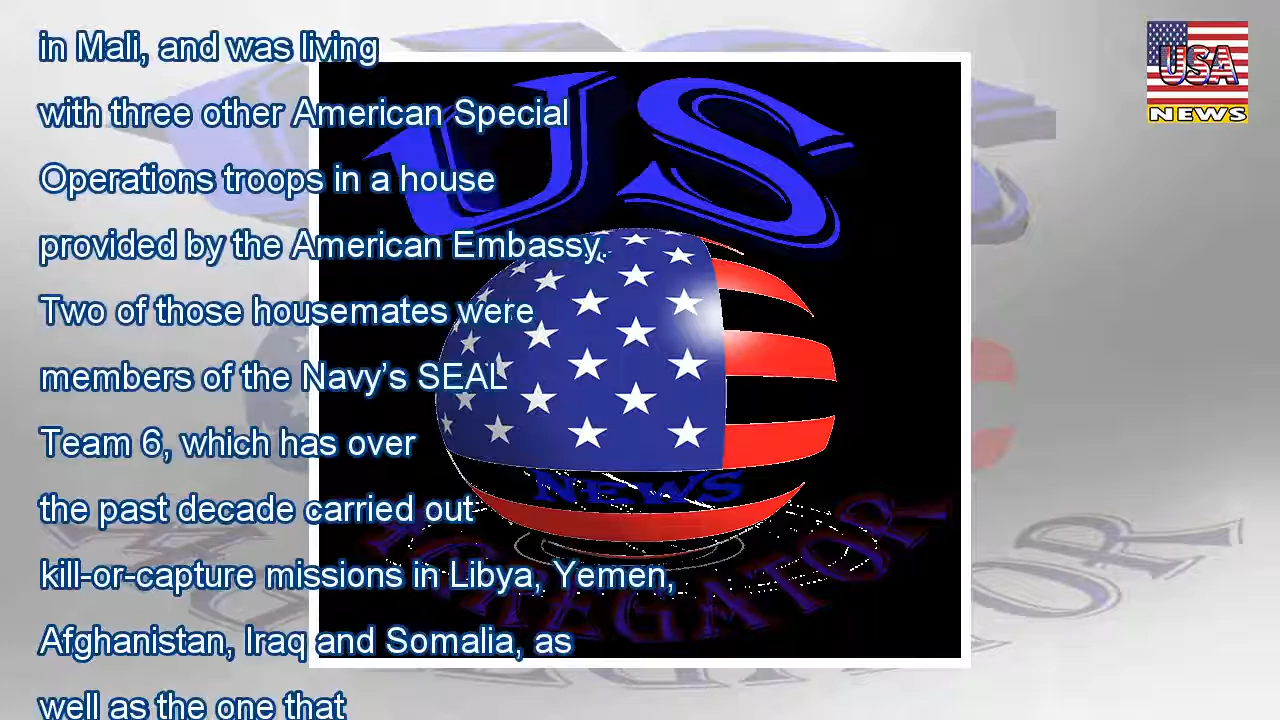 in Mali, and was living
with three other American Special
Operations troops in a house
provided by the American Embassy.
Two of those housemates were
members of the Navy’s SEAL
Team 6, which has over
the past decade carried out
kill-or-capture missions in Libya, Yemen,
Afghanistan, Iraq and Somalia, as
well as the one that
US
NEWS
USA
NEWS